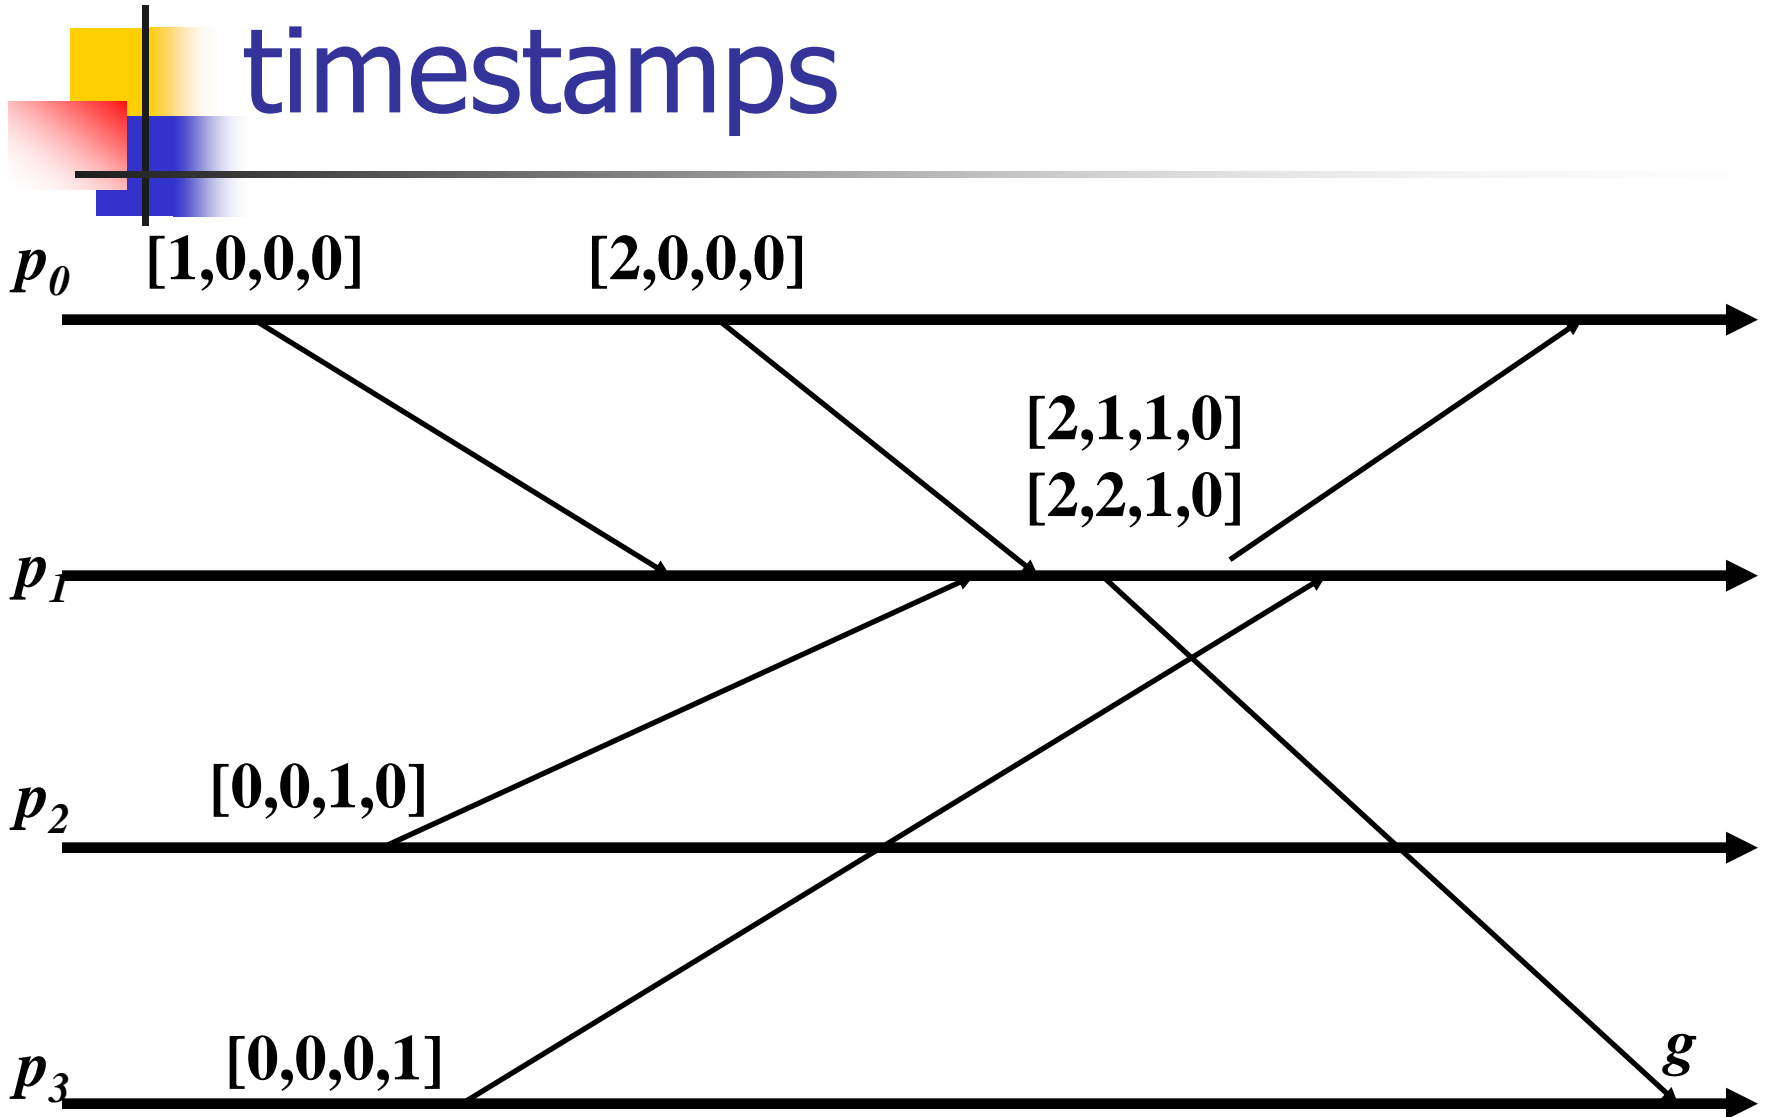 timestamps
p0 [1,0,0,0] [2,0,0,0]
[2,1,1,0]
[2,2,1,0]
p1
[0,0,1,0]
p2
g
[0,0,0,1]
p3